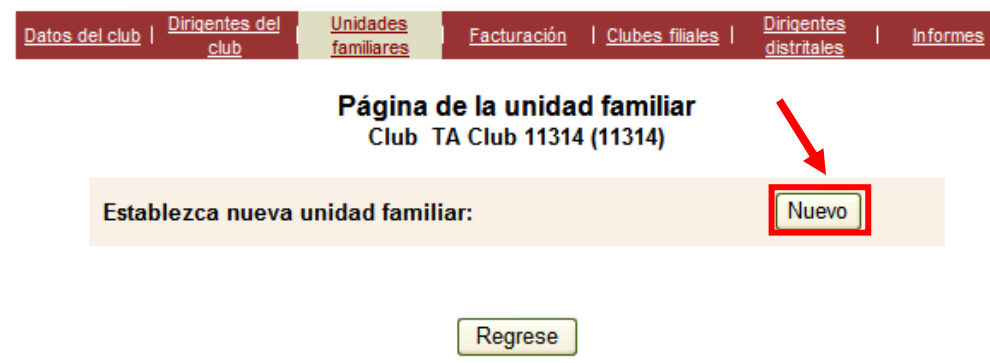 Datos del club | Dirigentes del club | Unidades familiares | Facturación | Clubes filiales | Dirigentes distritales | Informes
Página de la unidad familiar
Club TA Club 11314 (11314)
Establezca nueva unidad familiar: Nuevo
Regrese